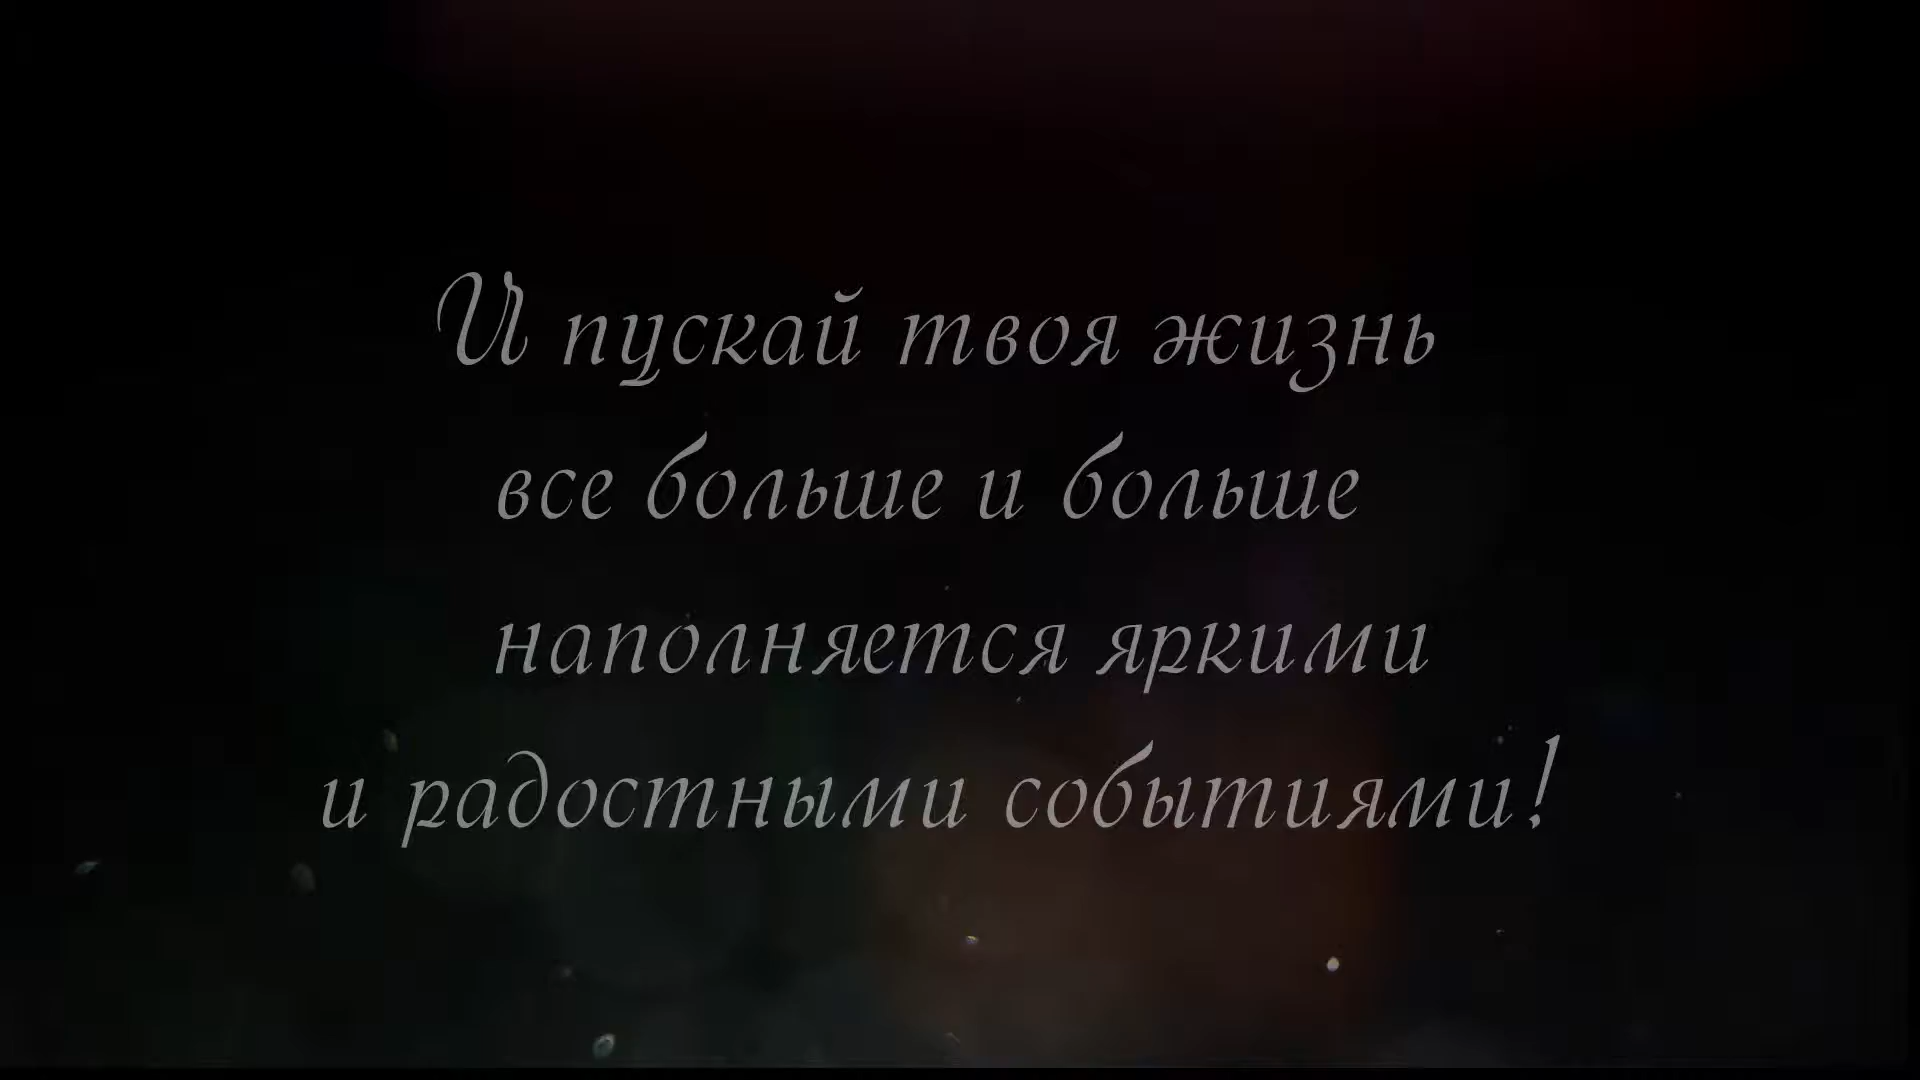 И пускай твоя жизнь
все больше и больше
наполняется яркими
и радостными событиями!